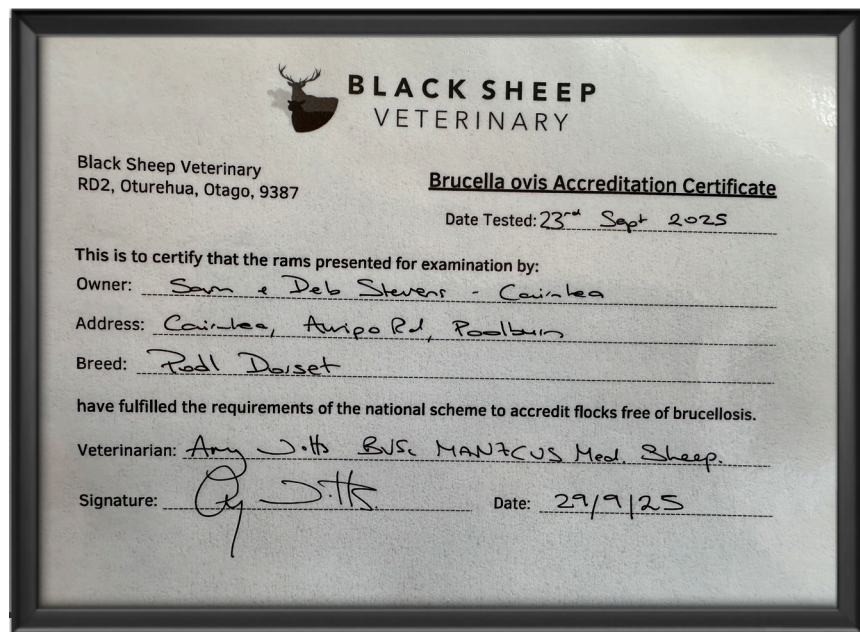 BLACK SHEEP
VETERINARY
Black Sheep Veterinary
RD2, Oturehua, Otago, 9387
Brucella ovis Accreditation Certificate
Date Tested: 23rd Sept 2025
This is to certify that the rams presented for examination by:
Owner: Sam & Deb Stevens - Cairnlea
Address: Cairnlea, Auripo Rd, Poolburn
Breed: Poll Dorset
have fulfilled the requirements of the national scheme to accredit flocks free of brucellosis.
Veterinarian: Amy BVSc MANZCVS Med. Sheep.
Signature:
Date: 29/9/25